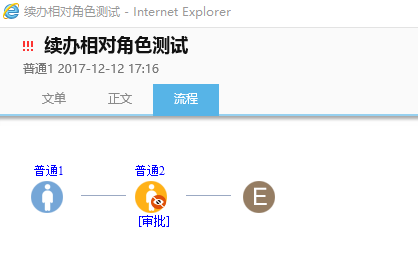 续办相对角色测试 - Internet Explorer
!!! 续办相对角色测试
普通1 2017-12-12 17:16
文单 正文 流程
普通1 普通2
E
[审批]